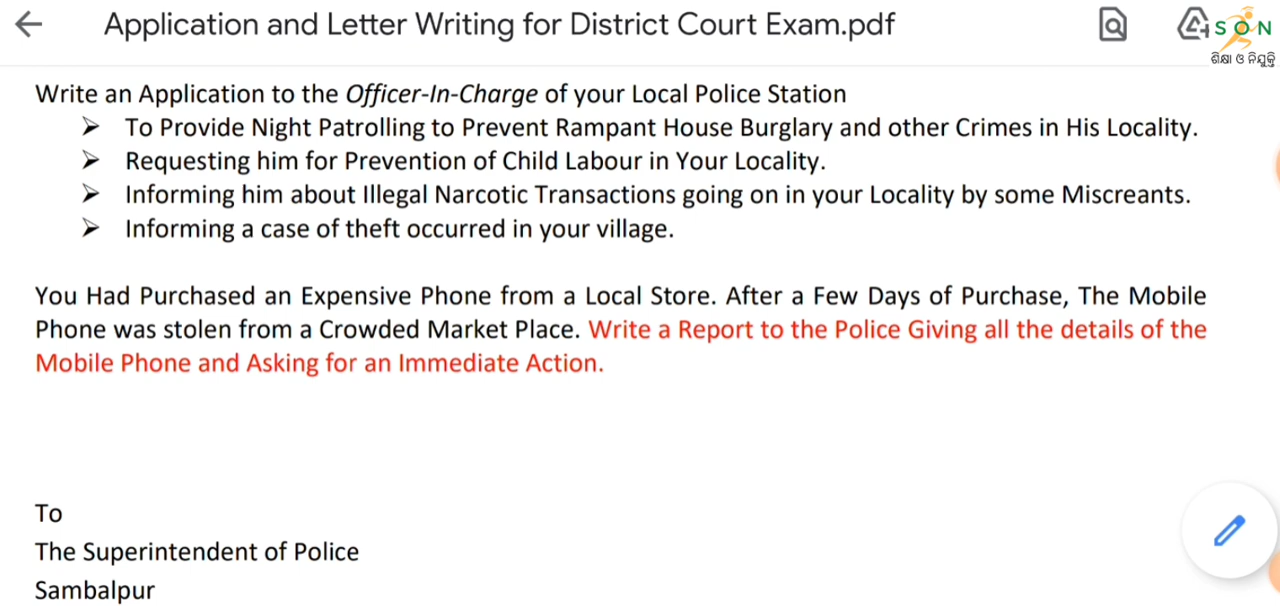 Application and Letter Writing for District Court Exam.pdf
SON
ଶିକ୍ଷା ଓ ନିଯୁକ୍ତି
Write an Application to the Officer-In-Charge of your Local Police Station
➢ To Provide Night Patrolling to Prevent Rampant House Burglary and other Crimes in His Locality.
➢ Requesting him for Prevention of Child Labour in Your Locality.
➢ Informing him about Illegal Narcotic Transactions going on in your Locality by some Miscreants.
➢ Informing a case of theft occurred in your village.
You Had Purchased an Expensive Phone from a Local Store. After a Few Days of Purchase, The Mobile
Phone was stolen from a Crowded Market Place. Write a Report to the Police Giving all the details of the
Mobile Phone and Asking for an Immediate Action.
To
The Superintendent of Police
Sambalpur